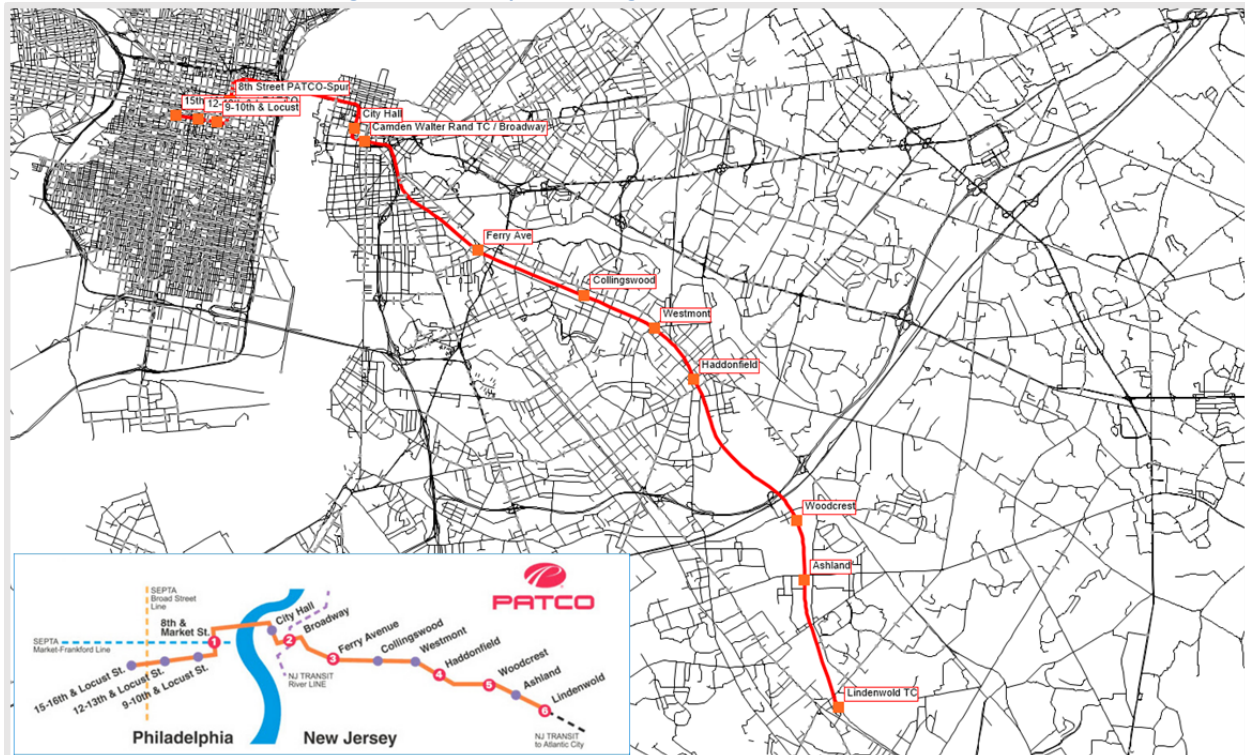 8th Street PATCO-Spur
15th
12-
9-10th & Locust
City Hall
Camden Walter Rand TC / Broadway
Ferry Ave
Collingswood
Westmont
Haddonfield
Woodcrest
Ashland
Lindenwold TC
PATCO
SEPTA
Broad Street
Line
8th &
Market St.
SEPTA
Market-Frankford Line
1
15-16th & Locust St.
12-13th & Locust St.
9-10th & Locust St.
City Hall
Broadway
2
NJ TRANSIT
River LINE
Ferry Avenue
3
Collingswood
Westmont
Haddonfield
4
Woodcrest
5
Ashland
Lindenwold
6
NJ TRANSIT
to Atlantic City
Philadelphia
New Jersey